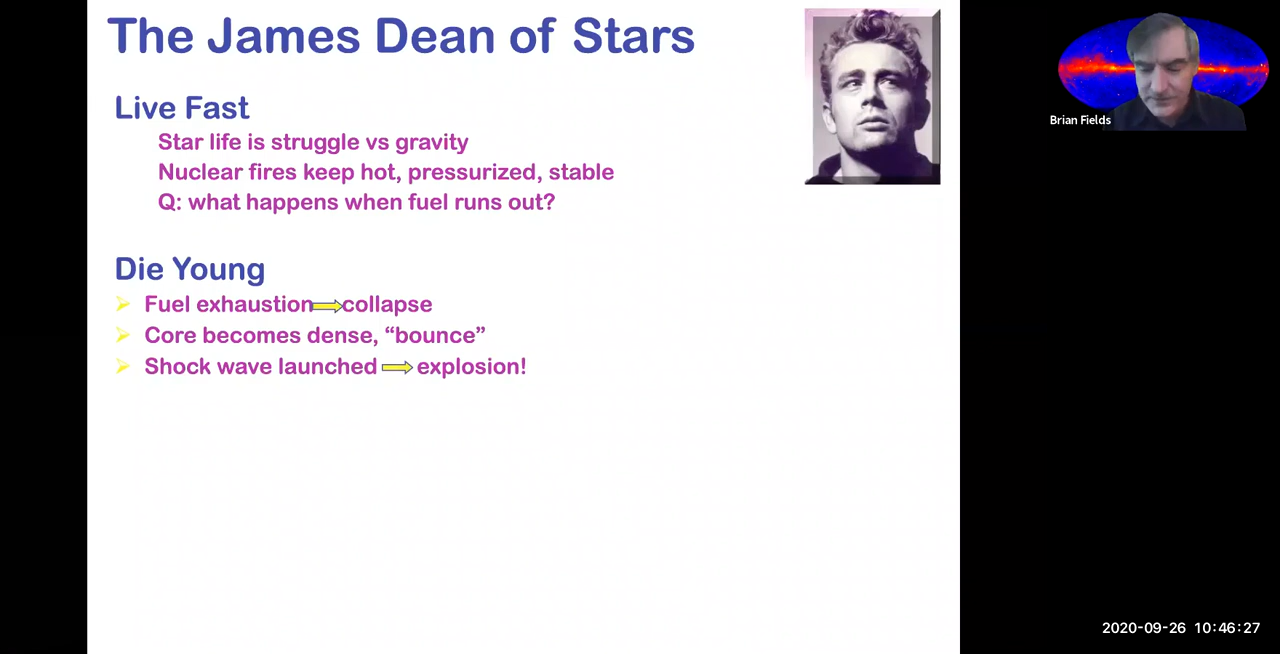 The James Dean of Stars
Live Fast
Star life is struggle vs gravity
Nuclear fires keep hot, pressurized, stable
Q: what happens when fuel runs out?
Die Young
Fuel exhaustion collapse
Core becomes dense, “bounce”
Shock wave launched explosion!
Brian Fields
2020-09-26 10:46:27